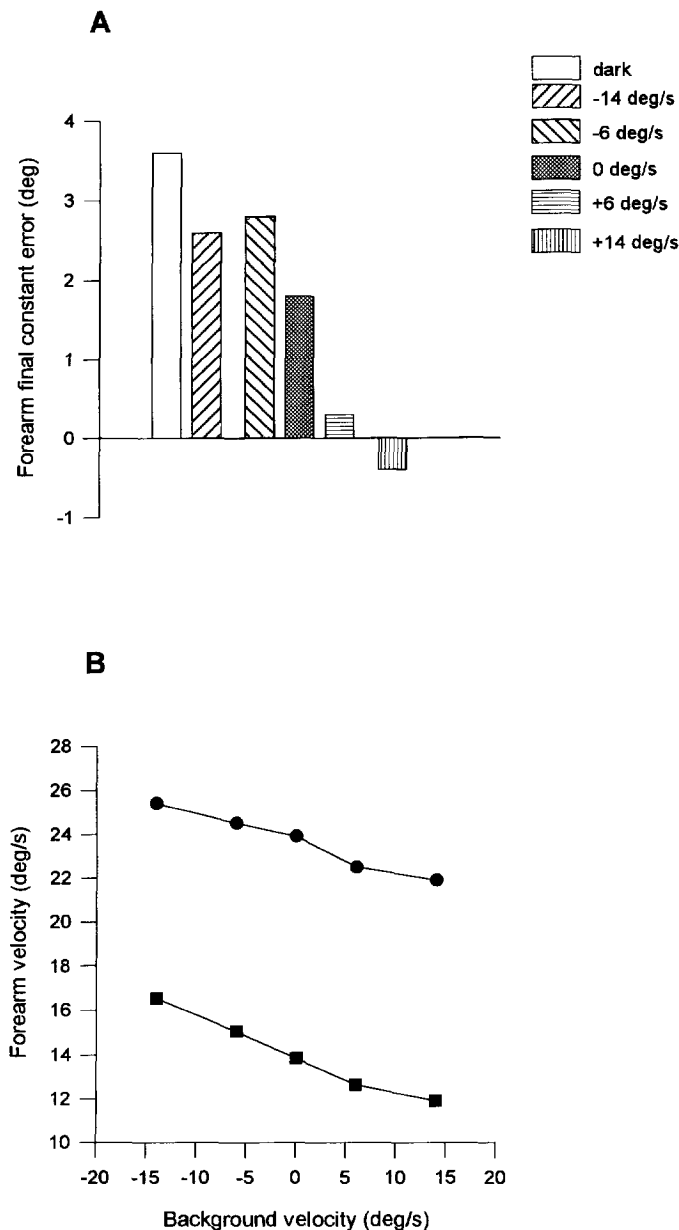 A
dark
-14 deg/s
-6 deg/s
0 deg/s
+6 deg/s
+14 deg/s
Forearm final constant error (deg)
4
3
2
1
0
-1
B
Forearm velocity (deg/s)
28
26
24
22
20
18
16
14
12
10
-20 -15 -10 -5 0 5 10 15 20
Background velocity (deg/s)